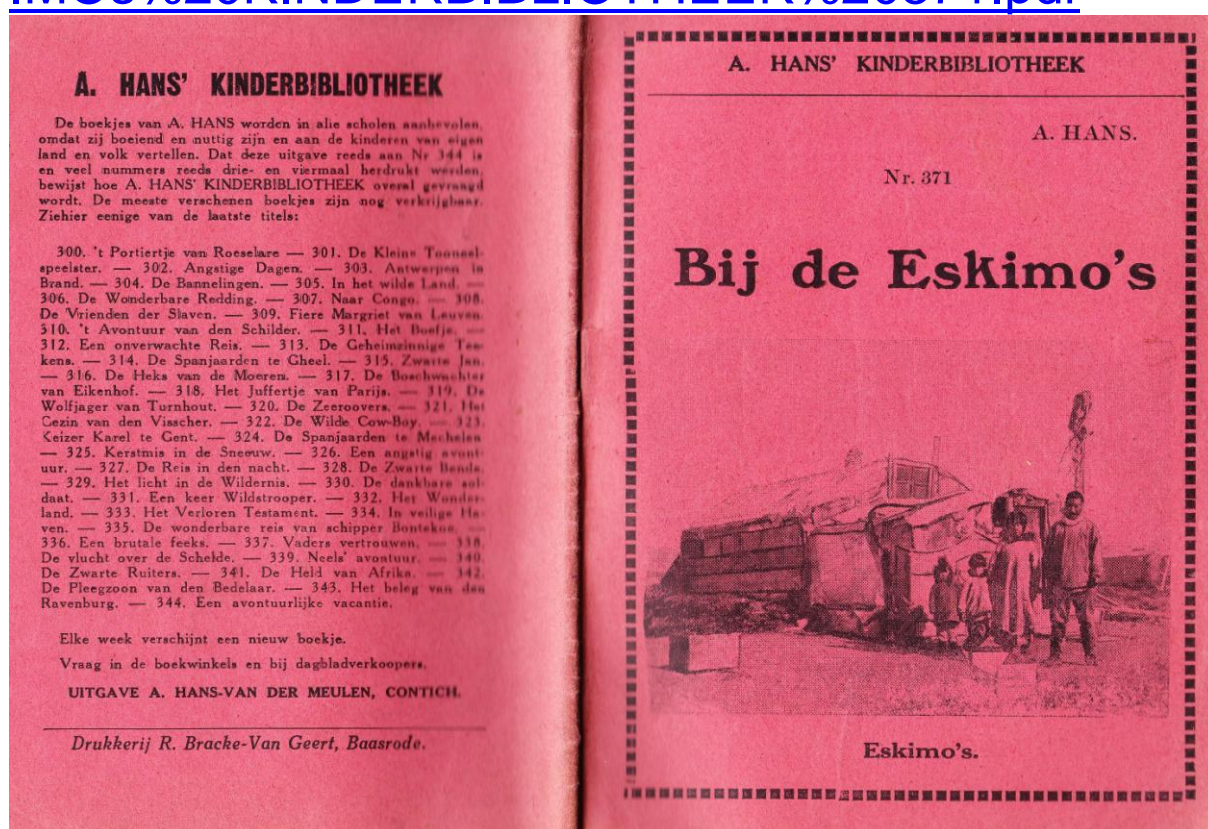 A. HANS' KINDERBIBLIOTHEEK
De boekjes van A. HANS worden in alle scholen aanbevolen,
omdat zij boeiend en nuttig zijn en aan de kinderen van eigen
land en volk vertellen. Dat deze uitgave reeds aan Nr 344 is
en veel nummers reeds drie- en viermaal herdrukt werden,
bewijst hoe A. HANS' KINDERBIBLIOTHEEK overal gevraagd
wordt. De meeste verschenen boekjes zijn nog verkrijgbaar.
Ziehier eenige van de laatste titels:
300. 't Portiertje van Roeselare — 301. De Kleine Tooneel-
speelster. — 302. Angstige Dagen. — 303. Antwerpen in
Brand. — 304. De Bannelingen. — 305. In het wilde Land. —
306. De Wonderbare Redding. — 307. Naar Congo. — 308.
De Vrienden der Slaven. — 309. Fiere Margriet van Leuven.
310. 't Avontuur van den Schilder. — 311. Het Boefje. —
312. Een onverwachte Reis. — 313. De Geheimzinnige Tee-
kens. — 314. De Spanjaarden te Gheel. — 315. Zwarte Jan.
— 316. De Heks van de Moeren. — 317. De Boschwachter
van Eikenhof. — 318. Het Juffertje van Parijs. — 319. De
Wolfjager van Turnhout. — 320. De Zeeroovers. — 321. Het
Gezin van den Visscher. — 322. De Wilde Cow-Boy. — 323.
Keizer Karel te Gent. — 324. De Spanjaarden te Mechelen
— 325. Kerstmis in de Sneeuw. — 326. Een angstig avont-
uur. — 327. De Reis in den nacht. — 328. De Zwarte Bende.
— 329. Het licht in de Wildernis. — 330. De dankbare sol-
daat. — 331. Een keer Wildstrooper. — 332. Het Wonder-
land. — 333. Het Verloren Testament. — 334. In veilige Ha-
ven. — 335. De wonderbare reis van schipper Bontekoe. —
336. Een brutale feeks. — 337. Vaders vertrouwen. — 338.
De vlucht over de Schelde. — 339. Neels' avontuur. — 340.
De Zwarte Ruiters. — 341. De Held van Afrika. — 342.
De Pleegzoon van den Bedelaar. — 343. Het beleg van den
Ravenburg. — 344. Een avontuurlijke vacantie.
Elke week verschijnt een nieuw boekje.
Vraag in de boekwinkels en bij dagbladverkoopers.
UITGAVE A. HANS-VAN DER MEULEN, CONTICH.
Drukkerij R. Bracke-Van Geert, Baasrode.
A. HANS' KINDERBIBLIOTHEEK
A. HANS.
Nr. 371
Bij de Eskimo's
Eskimo's.